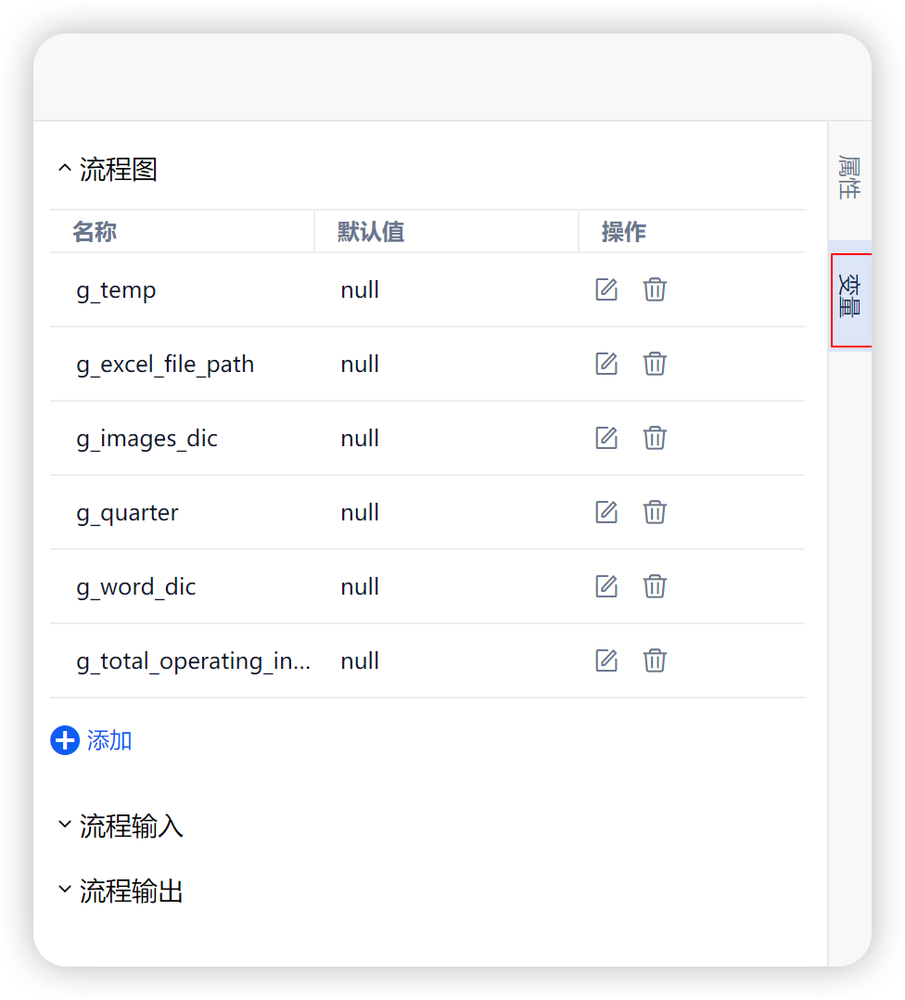 流程图
名称 默认值 操作
g_temp null
g_excel_file_path null
g_images_dic null
g_quarter null
g_word_dic null
g_total_operating_in... null
添加
流程输入
流程输出
属性
变量